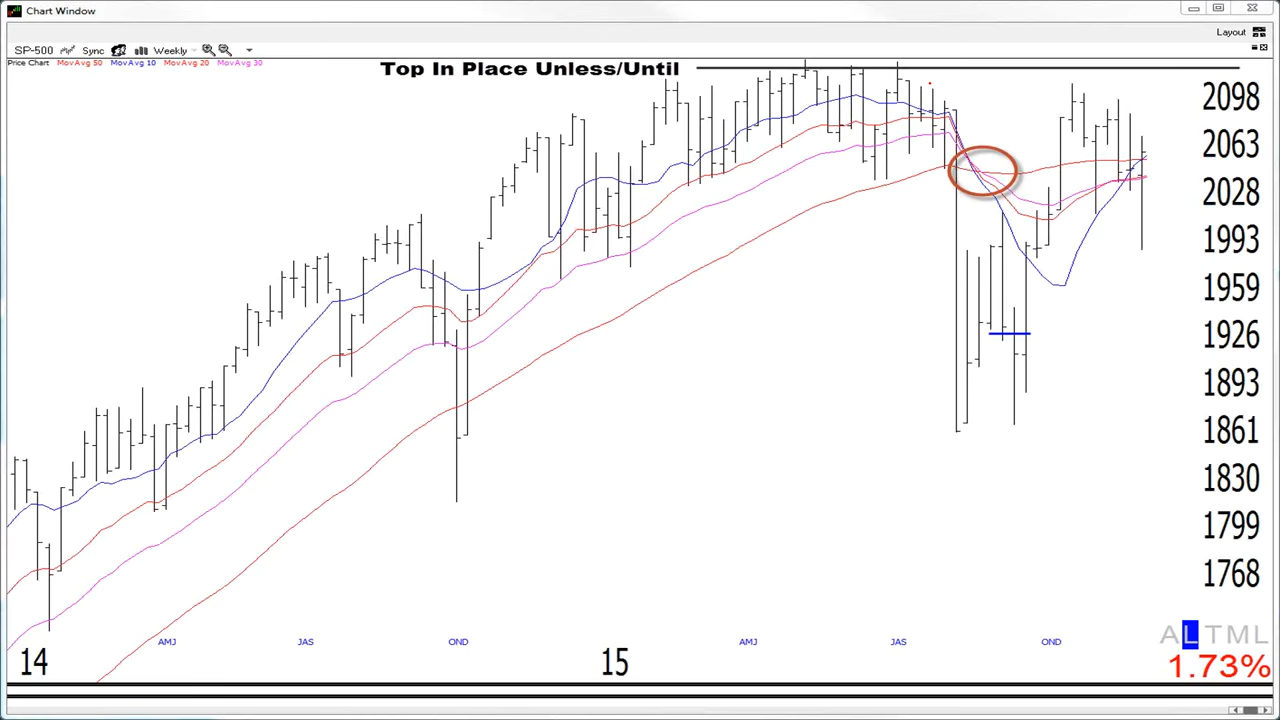 Chart Window
Layout
SP-500 Sync Weekly
Price Chart MovAvg 50 MovAvg 10 MovAvg 20 MovAvg 30
Top In Place Unless/Until
2098
2063
2028
1993
1959
1926
1893
1861
1830
1799
1768
AMJ JAS OND AMJ JAS OND
14 15
ALTML
1.73%